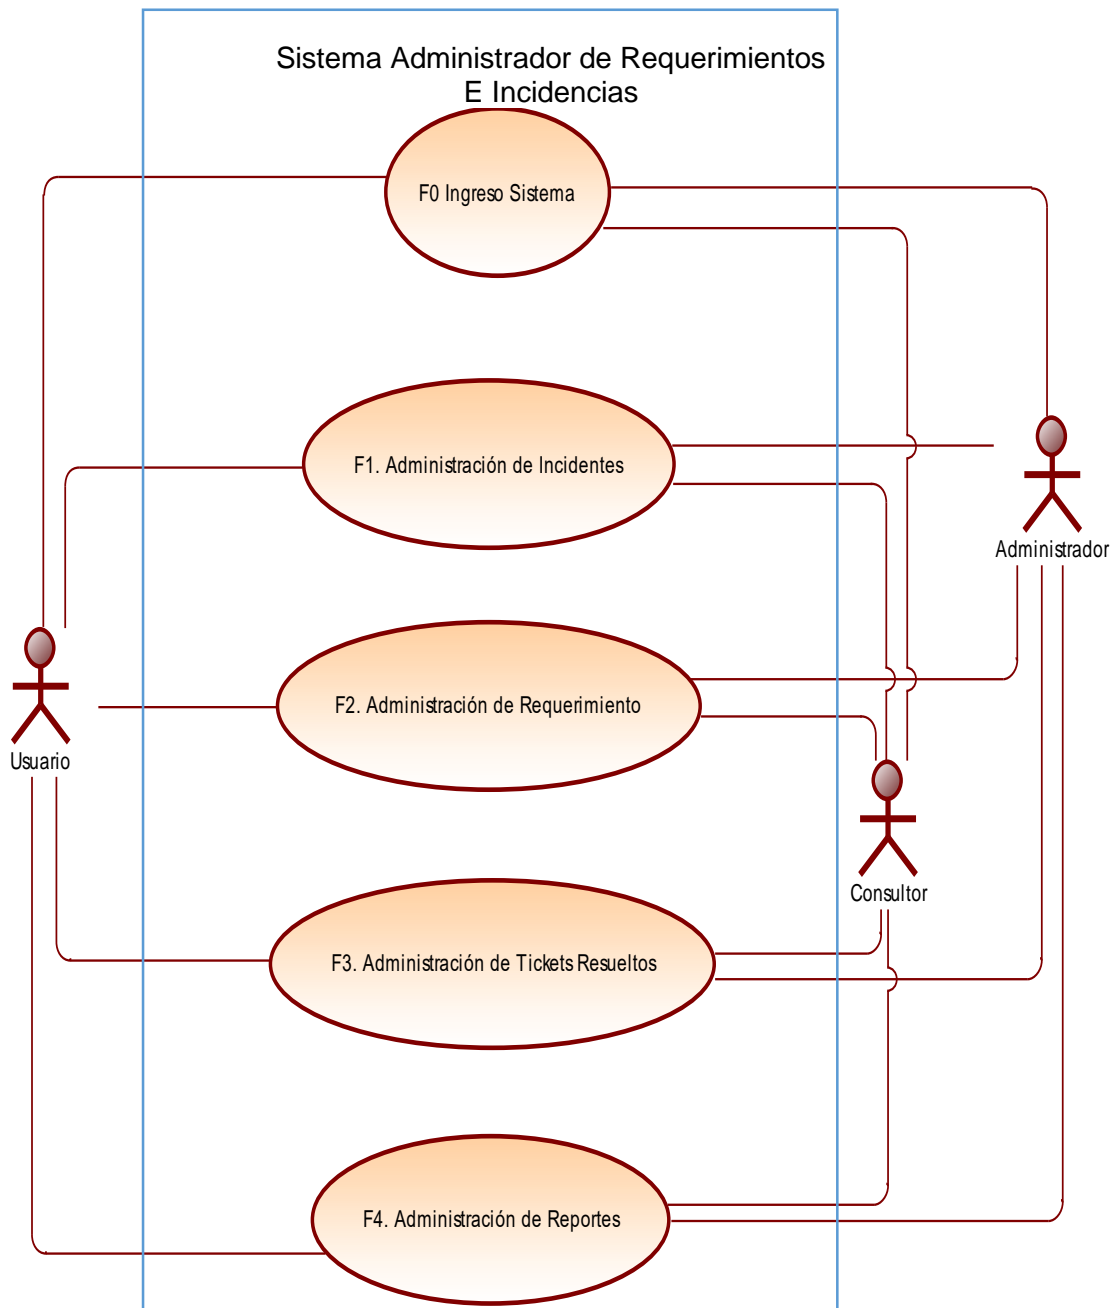 Sistema Administrador de Requerimientos
E Incidencias
F0 Ingreso Sistema
F1. Administración de Incidentes
Administrador
F2. Administración de Requerimiento
Usuario
Consultor
F3. Administración de Tickets Resueltos
F4. Administración de Reportes